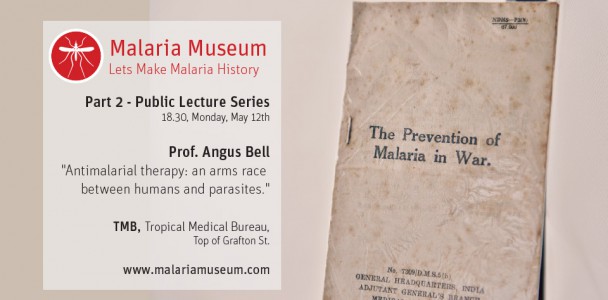 Malaria Museum
Lets Make Malaria History
Part 2 - Public Lecture Series
18.30, Monday, May 12th
Prof. Angus Bell
"Antimalarial therapy: an arms race
between humans and parasites."
TMB, Tropical Medical Bureau,
Top of Grafton St.
www.malariamuseum.com
The Prevention of
Malaria in War.
GENERAL HEADQUARTERS, INDIA
ADJUTANT GENERAL'S BRANCH